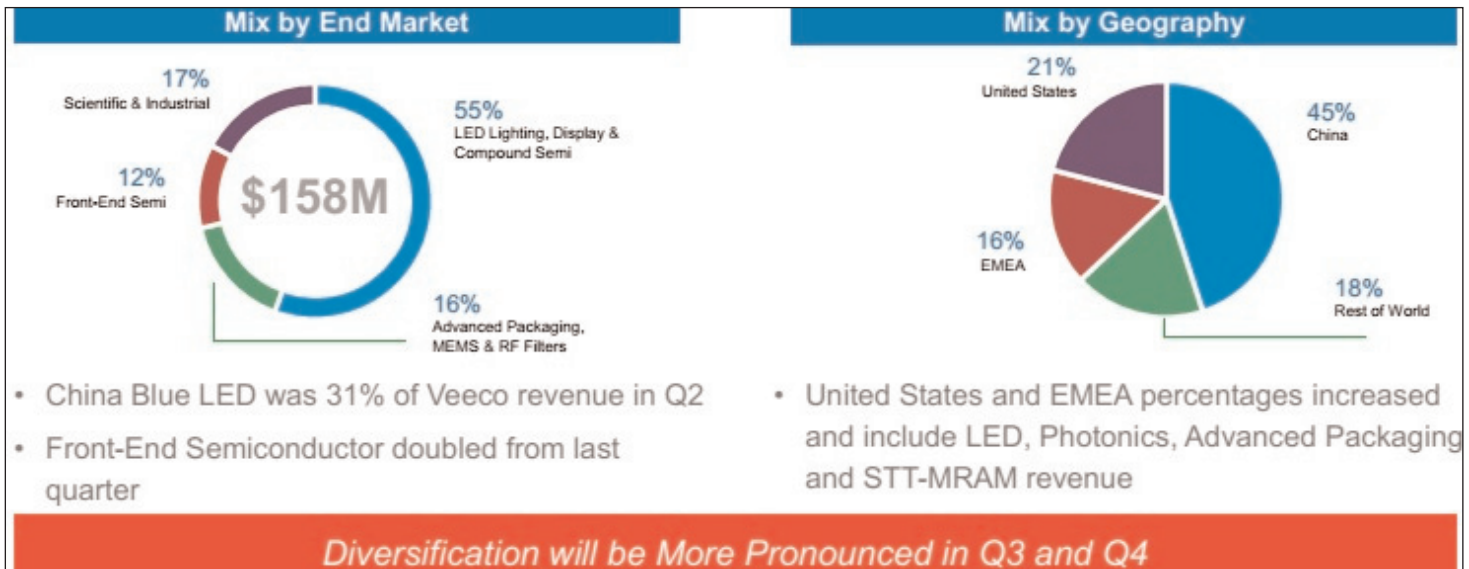 Mix by End Market
17%
Scientific & Industrial
55%
LED Lighting, Display &
Compound Semi
12%
Front-End Semi
$158M
16%
Advanced Packaging,
MEMS & RF Filters
• China Blue LED was 31% of Veeco revenue in Q2
• Front-End Semiconductor doubled from last
quarter
Mix by Geography
21%
United States
45%
China
16%
EMEA
18%
Rest of World
• United States and EMEA percentages increased
and include LED, Photonics, Advanced Packaging
and STT-MRAM revenue
Diversification will be More Pronounced in Q3 and Q4